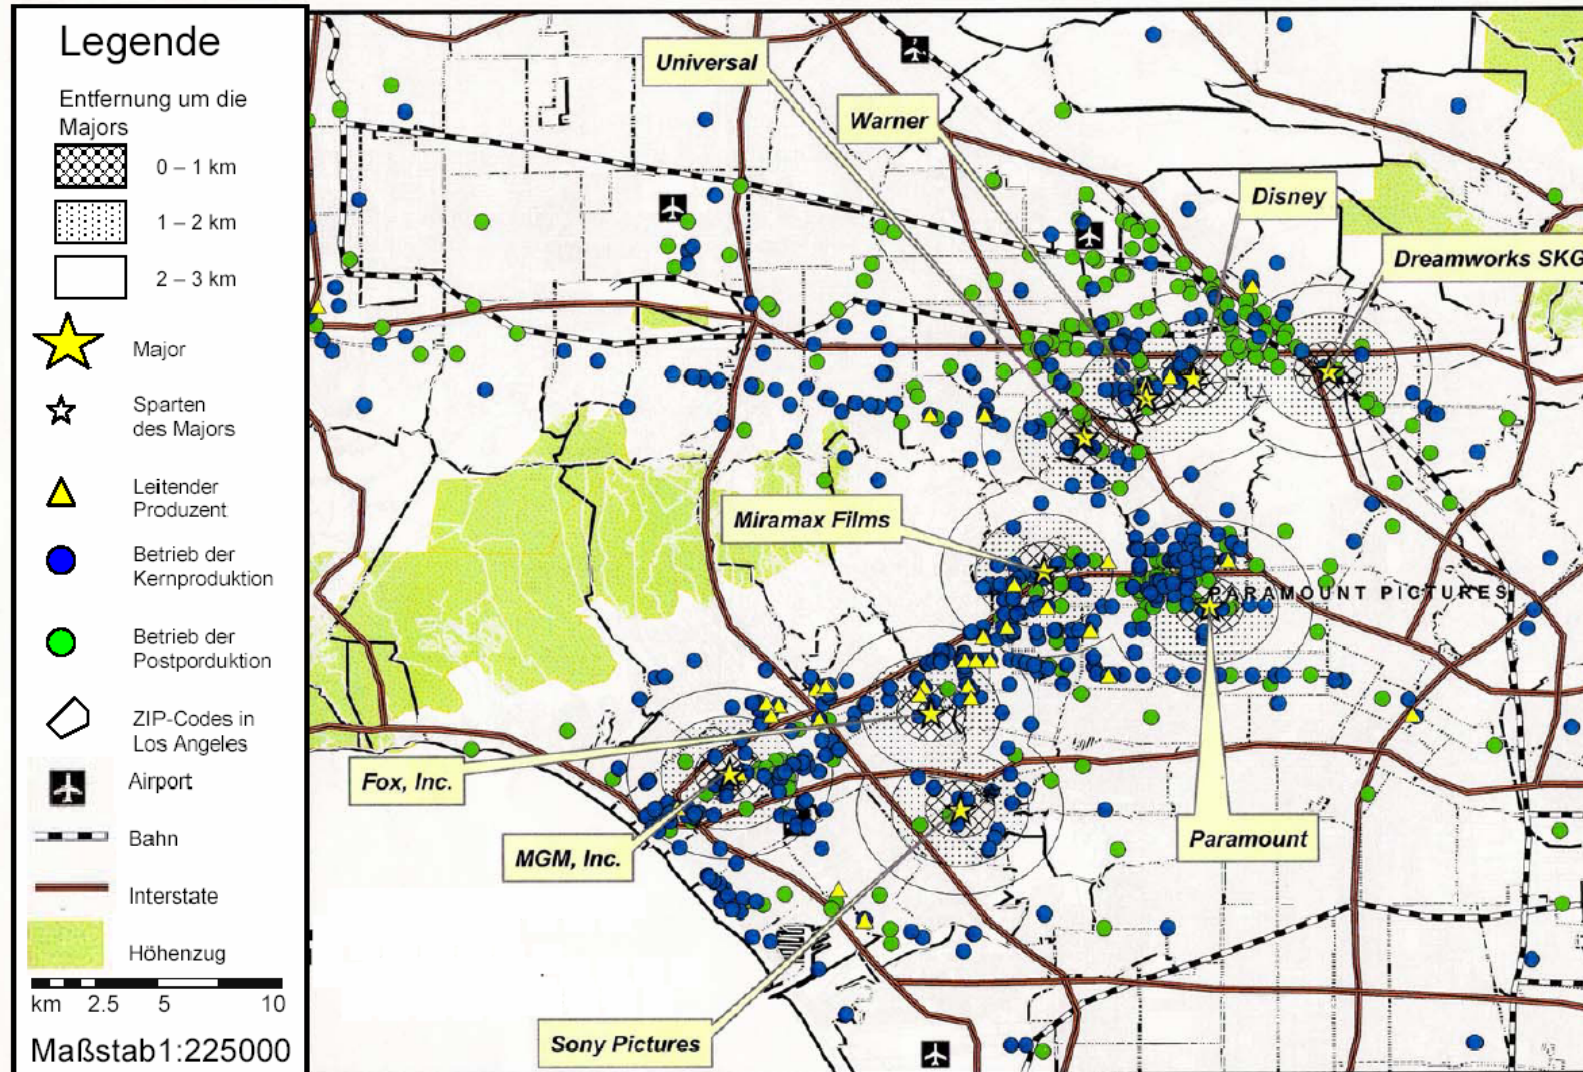 Legende
Entfernung um die
Majors
0 – 1 km
1 – 2 km
2 – 3 km
Major
Sparten
des Majors
Leitender
Produzent
Betrieb der
Kernproduktion
Betrieb der
Postporduktion
ZIP-Codes in
Los Angeles
Airport
Bahn
Interstate
Höhenzug
km 2.5 5 10
Maßstab1:225000
Universal
Warner
Disney
Dreamworks SKG
Miramax Films
PARAMOUNT PICTURES
Fox, Inc.
MGM, Inc.
Paramount
Sony Pictures